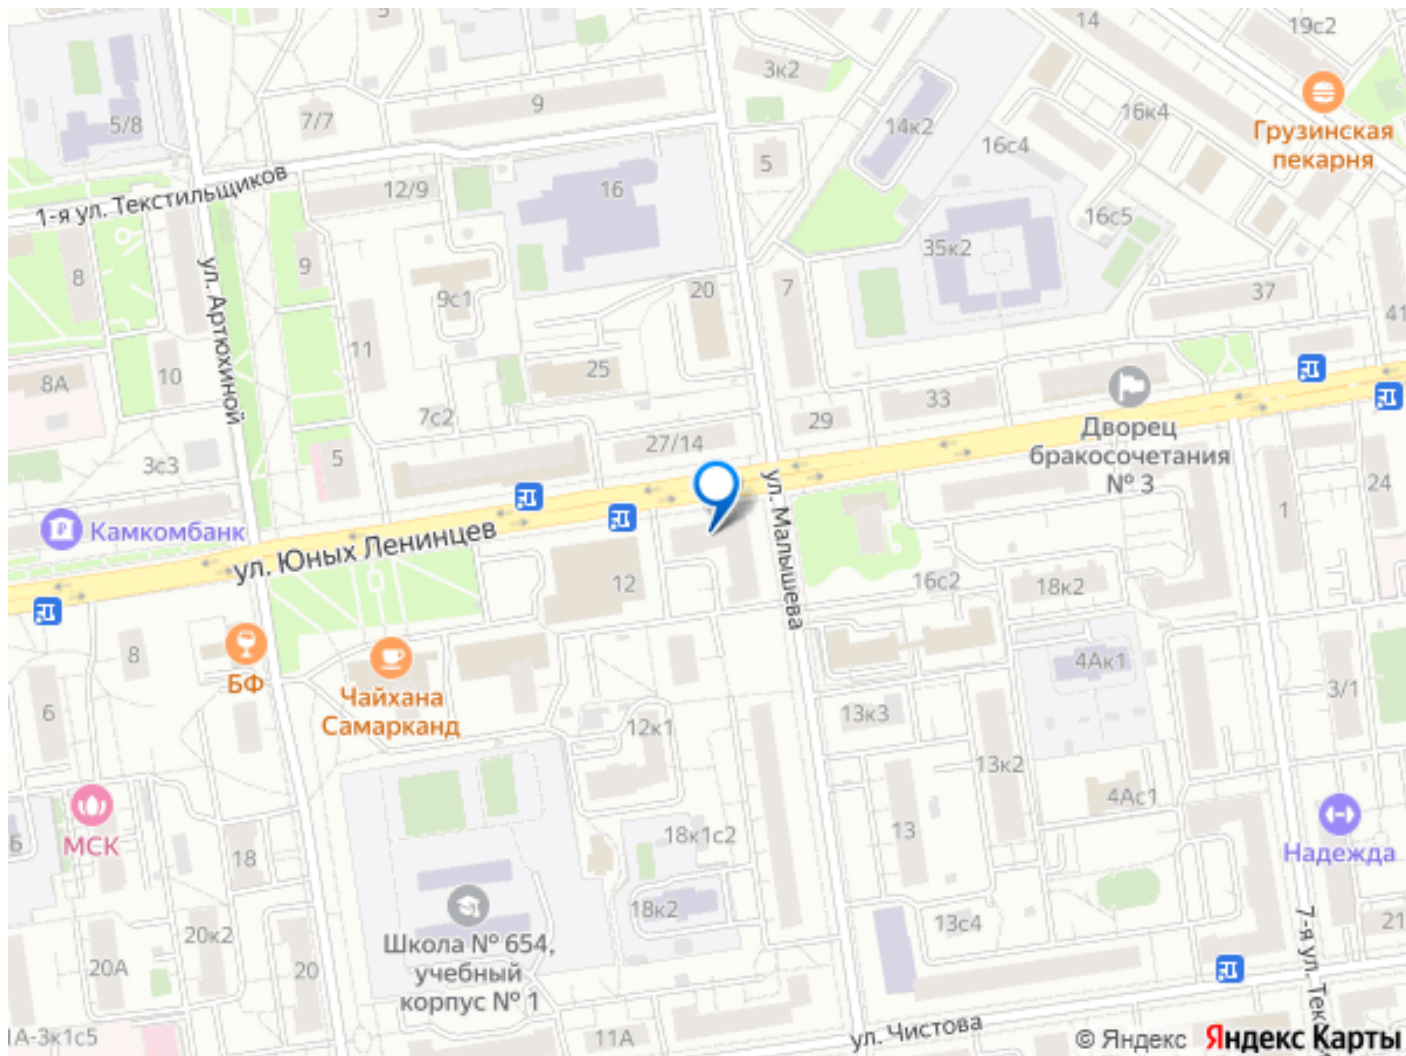 5
14
19с2
3к2
9
5/8
7/7
14к2
16к4
Грузинская
пекарня
16с4
5
1-я ул. Текстильщиков
12/9
16
16с5
35к2
8
9
9с1
20
7
37
41
ул. Артюхиной
11
25
8А
10
33
7с2
29
Дворец
бракосочетания
№ 3
27/14
3с3
5
24
1
Камкомбанк
ул. Юных Ленинцев
ул. Малышева
12
16с2
18к2
8
БФ
4Ак1
Чайхана
Самарканд
6
3/1
13к3
12к1
13к2
4Ас1
МСК
Б
18к1с2
13
Надежда
18
18к2
20к2
13с4
21
Школа № 654,
учебный
корпус № 1
20А
20
7-я ул. Тек
1А-3к1с5
11А
ул. Чистова
© Яндекс Яндекс Карты